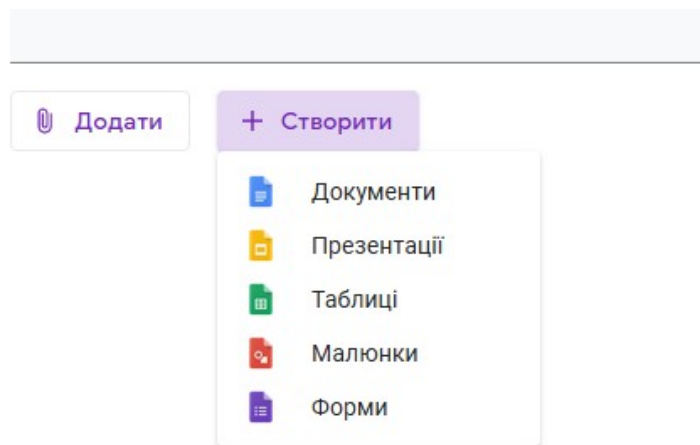 Додати
+ Створити
Документи
Презентації
Таблиці
Малюнки
Форми